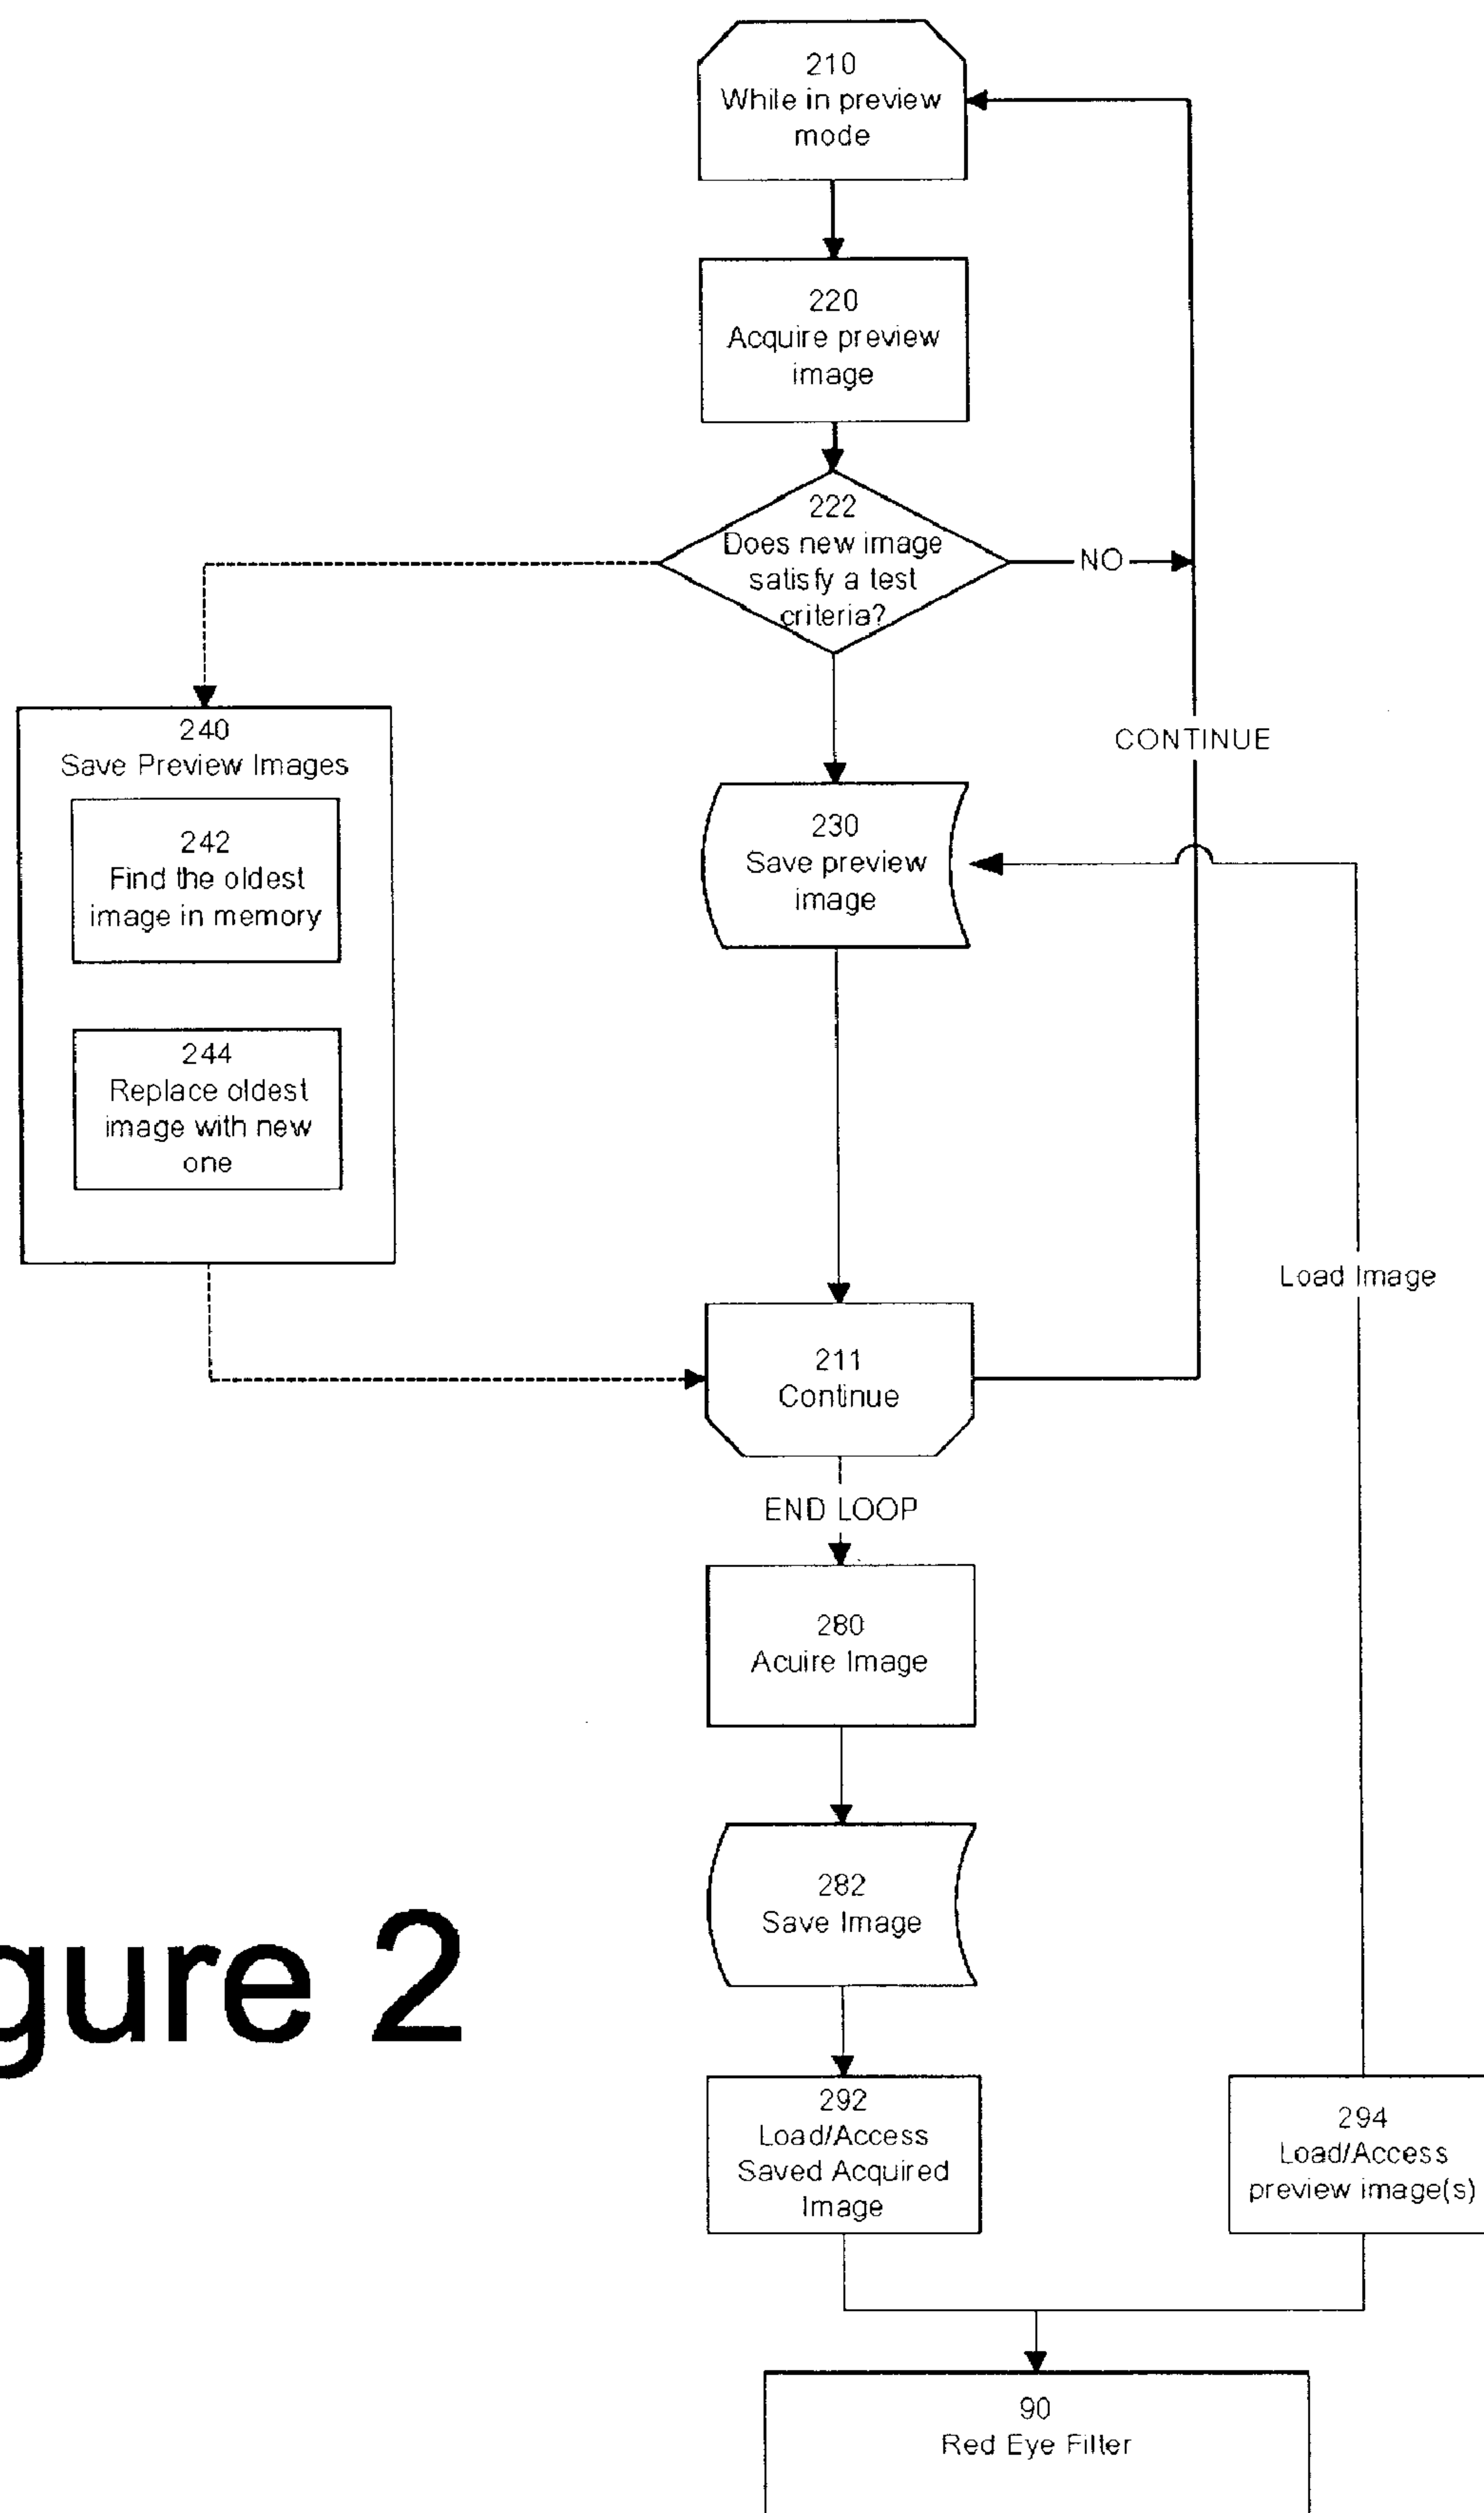 210
While in preview
mode
220
Acquire preview
image
222
Does new image
satisfy a test
criteria?
NO
240
Save Preview Images
242
Find the oldest
image in memory
244
Replace oldest
image with new
one
CONTINUE
230
Save preview
image
Load Image
211
Continue
END LOOP
280
Acuire Image
282
Save Image
gure 2
292
Load/Access
Saved Acquired
Image
294
Load/Access
preview image(s)
90
Red Eye Filter